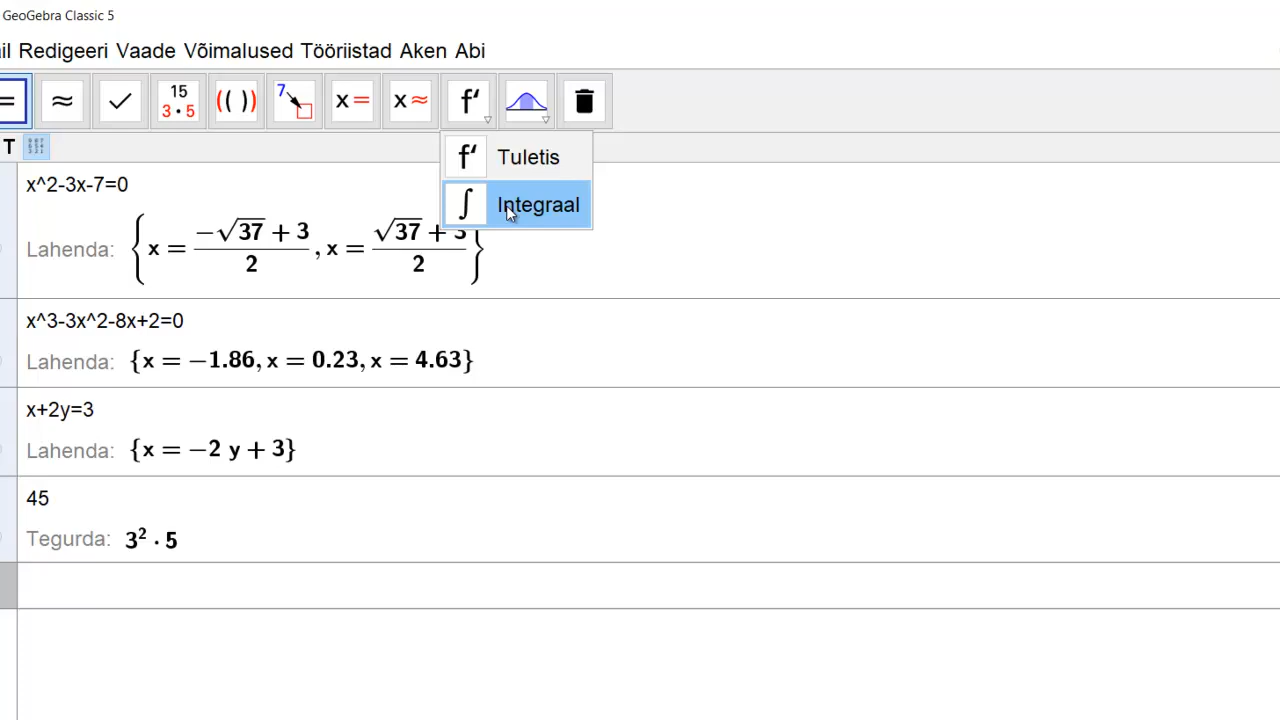 GeoGebra Classic 5
il Redigeeri Vaade Võimalused Tööriistad Aken Abi
= ≈ ✓ 15 3·5 (( )) 7 x= x≈ f′
T
f′ Tuletis
∫ Integraal
x^2-3x-7=0
Lahenda: {x = (−√37 + 3)/2, x = (√37 + 3)/2}
x^3-3x^2-8x+2=0
Lahenda: {x = −1.86, x = 0.23, x = 4.63}
x+2y=3
Lahenda: {x = −2 y + 3}
45
Tegurda: 3² · 5